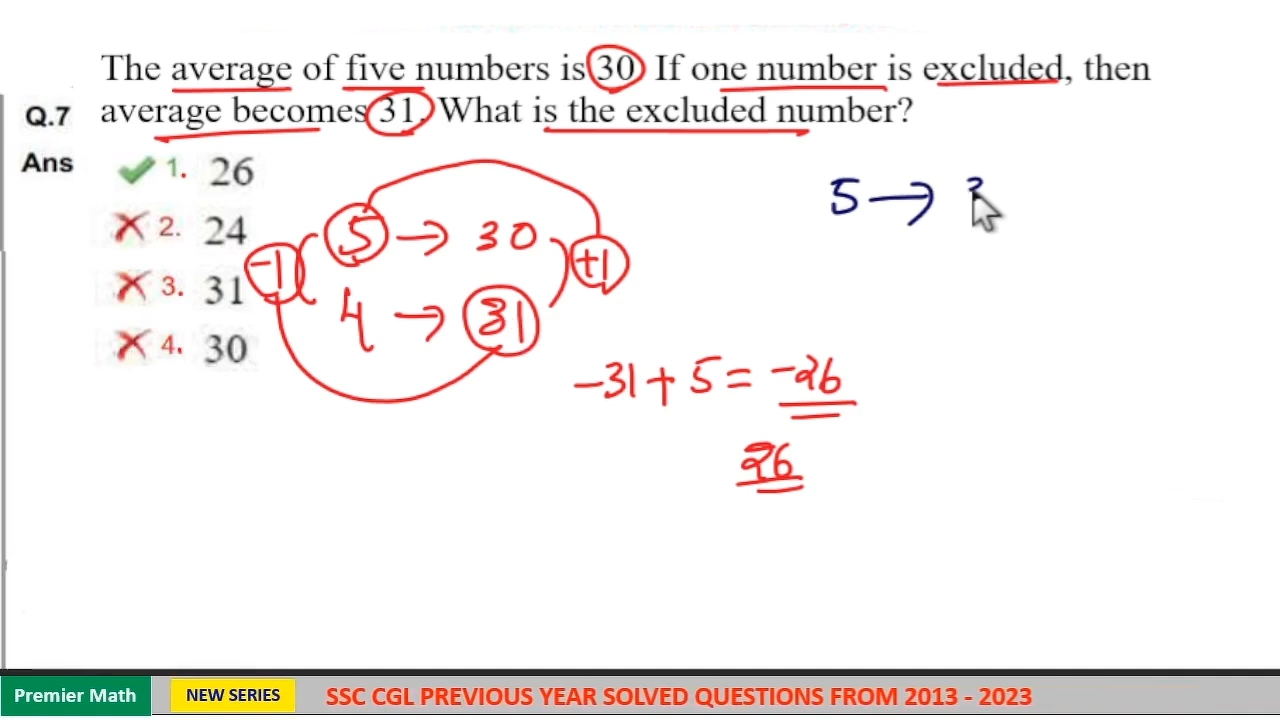 The average of five numbers is 30. If one number is excluded, then
Q.7 average becomes 31. What is the excluded number?
Ans
1. 26
2. 24
3. 31
4. 30
5 → 30
-1
+1
4 → 31
-31 + 5 = -26
26
5 →
Premier Math NEW SERIES SSC CGL PREVIOUS YEAR SOLVED QUESTIONS FROM 2013 - 2023